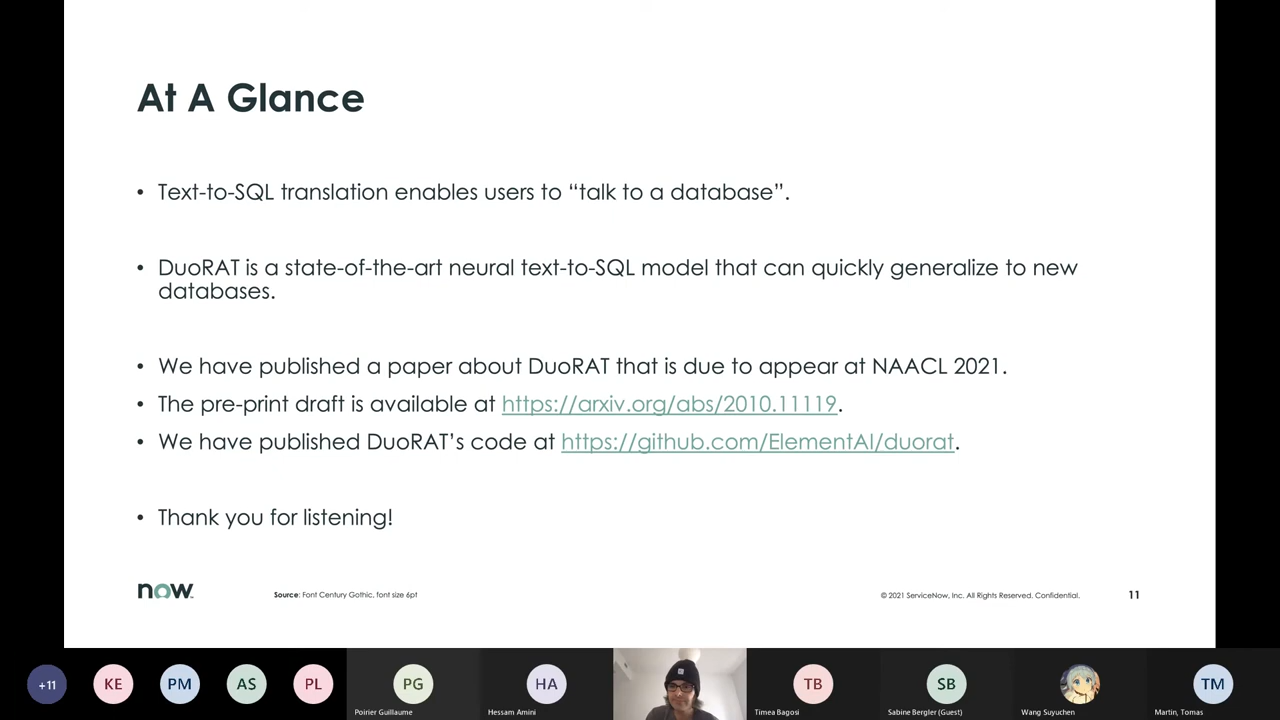 At A Glance
• Text-to-SQL translation enables users to “talk to a database”.
• DuoRAT is a state-of-the-art neural text-to-SQL model that can quickly generalize to new
databases.
• We have published a paper about DuoRAT that is due to appear at NAACL 2021.
• The pre-print draft is available at https://arxiv.org/abs/2010.11119.
• We have published DuoRAT’s code at https://github.com/ElementAI/duorat.
• Thank you for listening!
now.
Source: Font Century Gothic, font size 6pt
© 2021 ServiceNow, Inc. All Rights Reserved. Confidential.
11
+11
KE
PM
AS
PL
PG
HA
TB
SB
TM
Poirier Guillaume
Hessam Amini
Timea Bagosi
Sabine Bergler (Guest)
Wang Suyuchen
Martin, Tomas